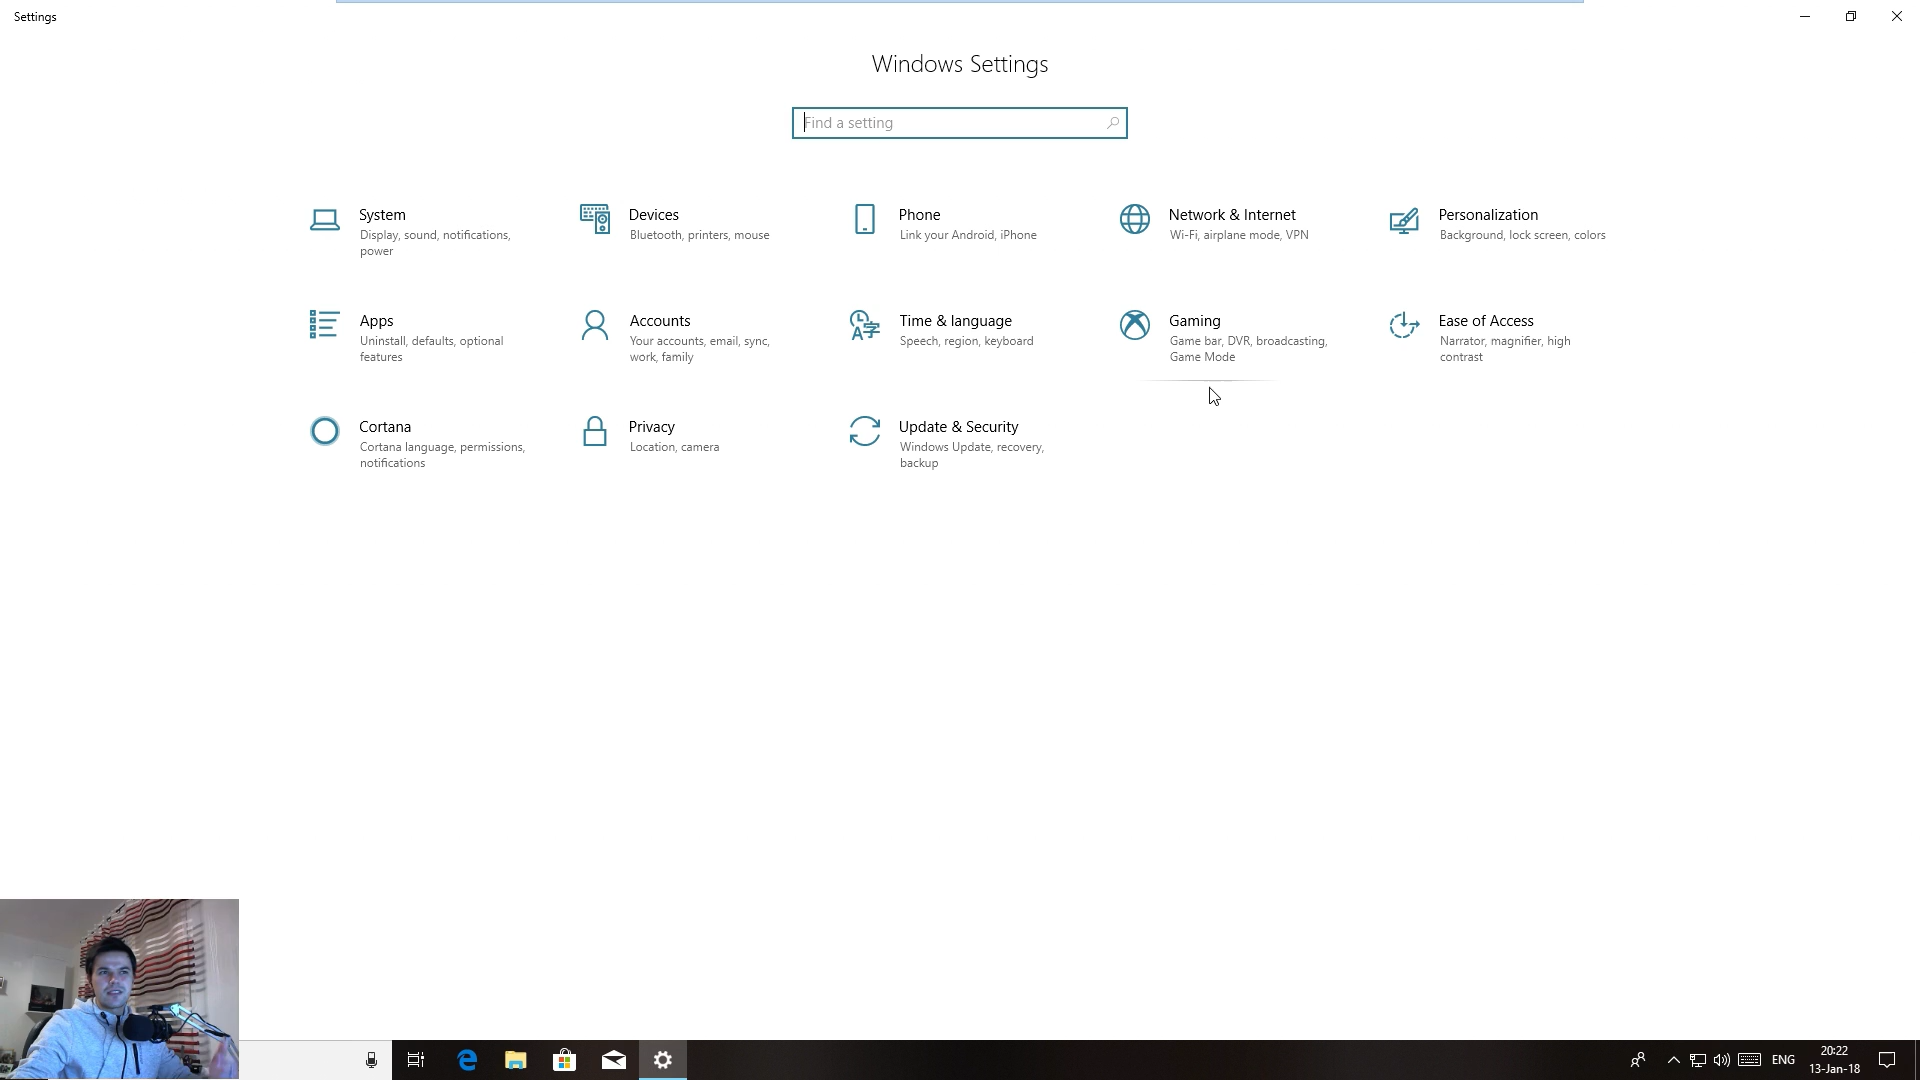 Settings
Windows Settings
Find a setting
System
Display, sound, notifications,
power
Devices
Bluetooth, printers, mouse
Phone
Link your Android, iPhone
Network & Internet
Wi-Fi, airplane mode, VPN
Personalization
Background, lock screen, colors
Apps
Uninstall, defaults, optional
features
Accounts
Your accounts, email, sync,
work, family
Time & language
Speech, region, keyboard
Gaming
Game bar, DVR, broadcasting,
Game Mode
Ease of Access
Narrator, magnifier, high
contrast
Cortana
Cortana language, permissions,
notifications
Privacy
Location, camera
Update & Security
Windows Update, recovery,
backup
ENG
20:22
13-Jan-18